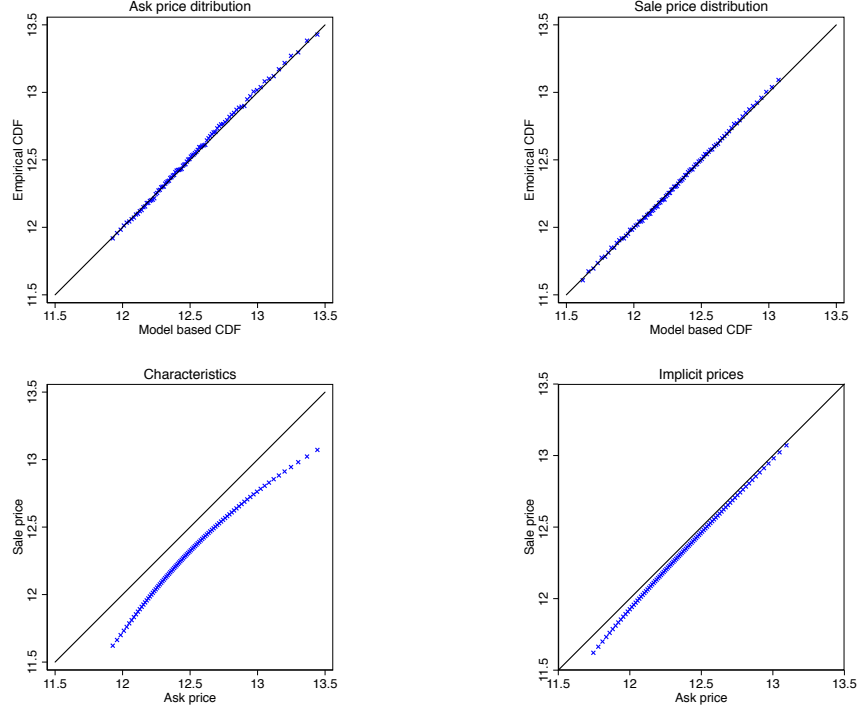 Ask price ditribution
Empirical CDF
11.5 12 12.5 13 13.5
11.5 12 12.5 13 13.5
Model based CDF
Sale price distribution
Emoirical CDF
11.5 12 12.5 13 13.5
11.5 12 12.5 13 13.5
Model based CDF
Characteristics
Sale price
11.5 12 12.5 13 13.5
11.5 12 12.5 13 13.5
Ask price
Implicit prices
Sale price
11.5 12 12.5 13 13.5
11.5 12 12.5 13 13.5
Ask price